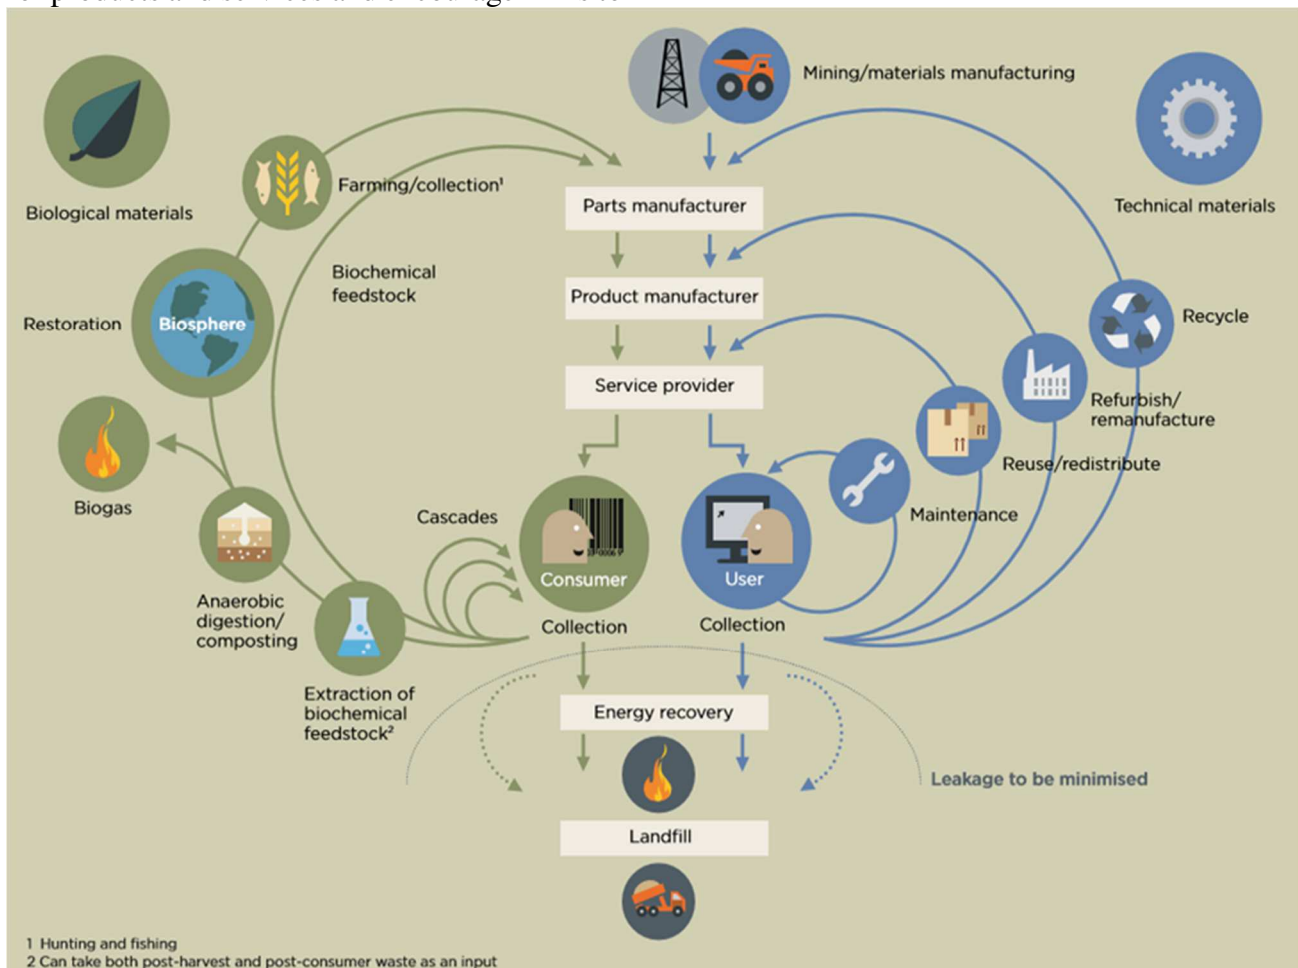 Mining/materials manufacturing
Biological materials
Farming/collection¹
Technical materials
Parts manufacturer
Biochemical
feedstock
Product manufacturer
Restoration
Biosphere
Recycle
Service provider
Refurbish/
remanufacture
Reuse/redistribute
Biogas
Cascades
Maintenance
Consumer
User
Anaerobic
digestion/
composting
Collection
Collection
Extraction of
biochemical
feedstock²
Energy recovery
Leakage to be minimised
Landfill
1 Hunting and fishing
2 Can take both post-harvest and post-consumer waste as an input